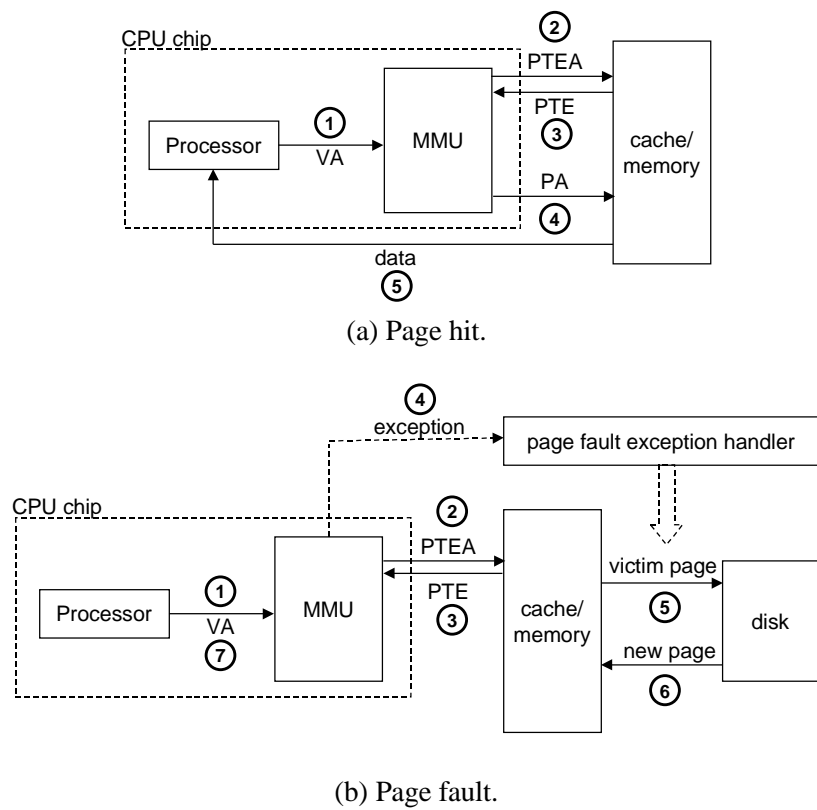 CPU chip
2
PTEA
PTE
3
1
VA
Processor
MMU
cache/
memory
PA
4
data
5
(a) Page hit.
4
exception
page fault exception handler
CPU chip
2
PTEA
PTE
3
1
VA
7
Processor
MMU
cache/
memory
victim page
5
new page
6
disk
(b) Page fault.